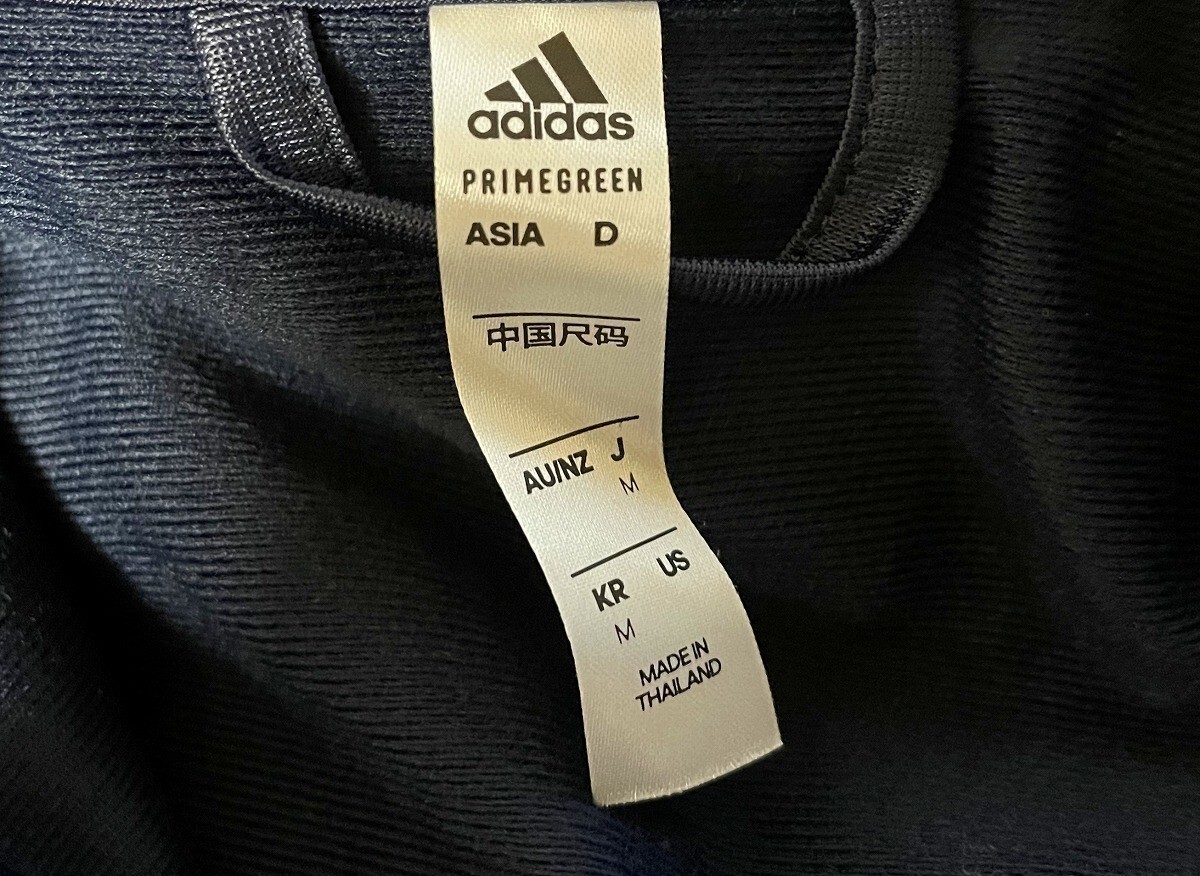 adidas
PRIMEGREEN
ASIA D
中国尺码
AU/NZ J
M
KR US
M
MADE IN
THAILAND